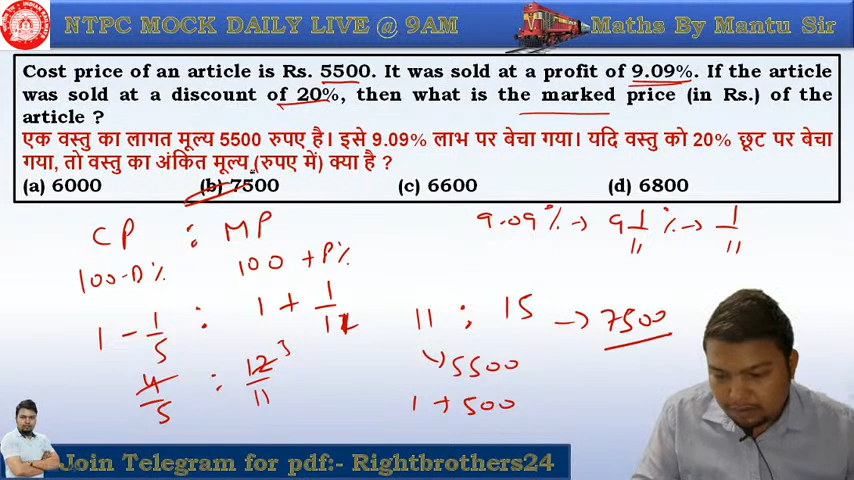 NTPC MOCK DAILY LIVE @ 9AM
Maths By Mantu Sir
Cost price of an article is Rs. 5500. It was sold at a profit of 9.09%. If the article
was sold at a discount of 20%, then what is the marked price (in Rs.) of the
article ?
एक वस्तु का लागत मूल्य 5500 रुपए है। इसे 9.09% लाभ पर बेचा गया। यदि वस्तु को 20% छूट पर बेचा
गया, तो वस्तु का अंकित मूल्य (रुपए में) क्या है ?
(a) 6000 (b) 7500 (c) 6600 (d) 6800
CP : MP
9.09% → 9 1/11 % → 1/11
100-D% 100 + P%
1 - 1/5 : 1 + 1/11
11 : 15 → 7500
4/5 : 12/11 3
→ 5500
1 → 500
Join Telegram for pdf:- Rightbrothers24